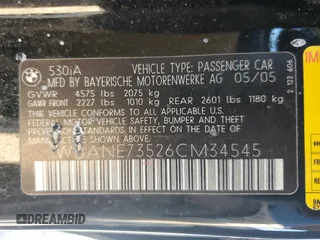 530iA VEHICLE TYPE: PASSENGER CAR
MFD BY BAYERISCHE MOTORENWERKE AG 05/05
GVWR 4575 lbs 2075 kg
GAWR FRONT 2227 lbs 1010 kg REAR 2601 lbs 1180 kg
THIS VEHICLE CONFORMS TO ALL APPLICABLE
U.S. FEDERAL MOTOR VEHICLE
SAFETY, BUMPER AND THEFT
PREVENTION STANDARDS IN EFFECT
ON THE DATE OF MANUFACTURE SHOWN ABOVE.
WBANE73526CM34545
IM
BM
© DREAMBID